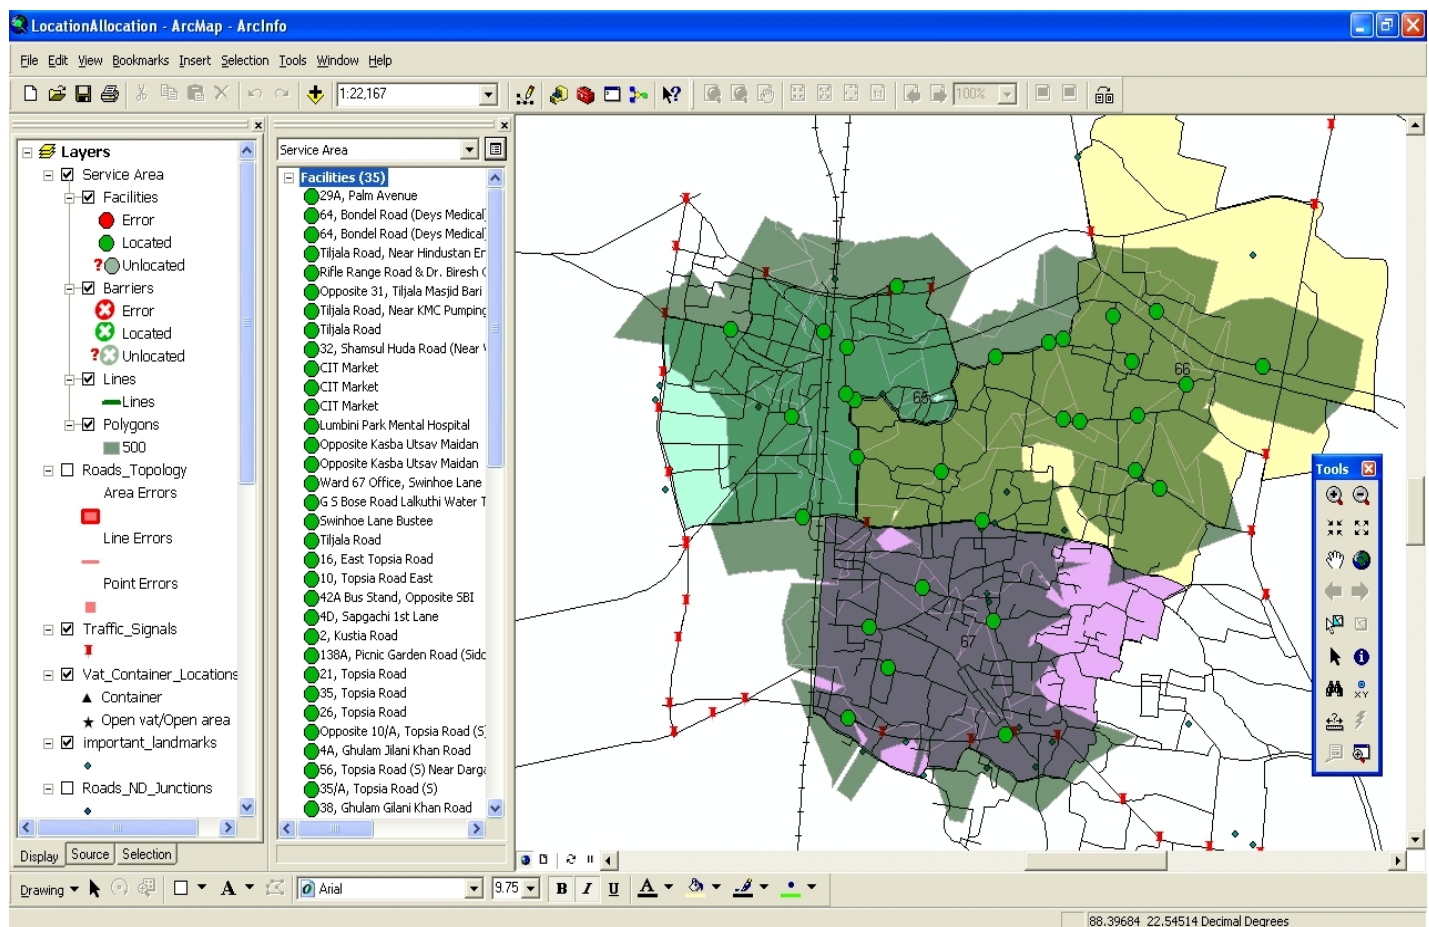 LocationAllocation - ArcMap - ArcInfo
File Edit View Bookmarks Insert Selection Tools Window Help
1:22,167
100%
Layers
Service Area
Facilities
Error
Located
Unlocated
Barriers
Error
Located
Unlocated
Lines
Lines
Polygons
500
Roads_Topology
Area Errors
Line Errors
Point Errors
Traffic_Signals
Vat_Container_Locations
Container
Open vat/Open area
important_landmarks
Roads_ND_Junctions
Display Source Selection
Service Area
Facilities (35)
29A, Palm Avenue
64, Bondel Road (Deys Medical
64, Bondel Road (Deys Medical
Tiljala Road, Near Hindustan Er
Rifle Range Road & Dr. Biresh
Opposite 31, Tiljala Masjid Bari
Tiljala Road, Near KMC Pumping
Tiljala Road
32, Shamsul Huda Road (Near
CIT Market
CIT Market
CIT Market
Lumbini Park Mental Hospital
Opposite Kasba Utsav Maidan
Opposite Kasba Utsav Maidan
Ward 67 Office, Swinhoe Lane
G S Bose Road Lalkuthi Water T
Swinhoe Lane Bustee
Tiljala Road
16, East Topsia Road
10, Topsia Road East
42A Bus Stand, Opposite SBI
4D, Sapgachi 1st Lane
2, Kustia Road
138A, Picnic Garden Road (Sidc
21, Topsia Road
35, Topsia Road
26, Topsia Road
Opposite 10/A, Topsia Road (S)
4A, Ghulam Jilani Khan Road
56, Topsia Road (S) Near Darga
35/A, Topsia Road (S)
38, Ghulam Gilani Khan Road
66
65
67
Tools
Drawing A Arial 9.75 B I U A
88.39684 22.54514 Decimal Degrees